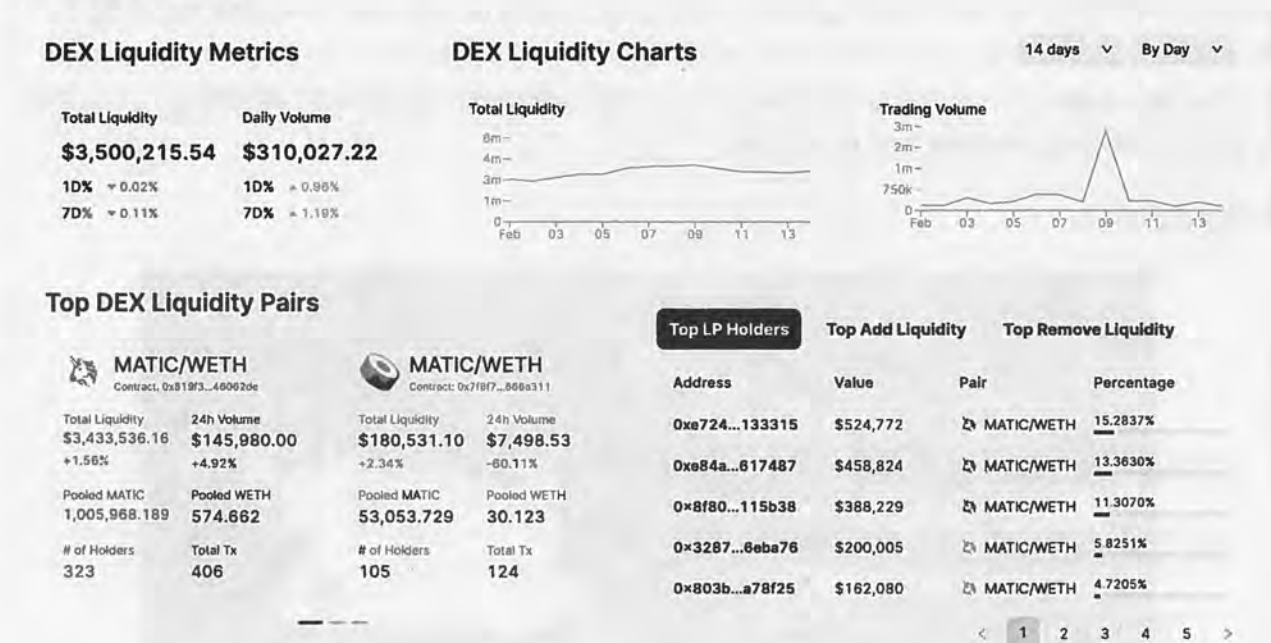 DEX Liquidity Metrics
Total Liquidity Daily Volume
$3,500,215.54 $310,027.22
1D% ▼ 0.02% 1D% ▲ 0.96%
7D% ▼ 0.11% 7D% ▲ 1.19%
DEX Liquidity Charts
14 days By Day
Total Liquidity
6m
4m
3m
1m
0
Feb 03 05 07 09 11 13
Trading Volume
3m
2m
1m
750k
0
Feb 03 05 07 09 11 13
Top DEX Liquidity Pairs
MATIC/WETH
Contract. 0x819f3...46062de
Total Liquidity 24h Volume
$3,433,536.16 $145,980.00
+1.56% +4.92%
Pooled MATIC Pooled WETH
1,005,968.189 574.662
# of Holders Total Tx
323 406
MATIC/WETH
Contract: 0x7f8f7...866a311
Total Liquidity 24h Volume
$180,531.10 $7,498.53
+2.34% -60.11%
Pooled MATIC Pooled WETH
53,053.729 30.123
# of Holders Total Tx
105 124
Top LP Holders Top Add Liquidity Top Remove Liquidity
Address Value Pair Percentage
0xe724...133315 $524,772 MATIC/WETH 15.2837%
0xe84a...617487 $458,824 MATIC/WETH 13.3630%
0x8f80...115b38 $388,229 MATIC/WETH 11.3070%
0x3287...6eba76 $200,005 MATIC/WETH 5.8251%
0x803b...a78f25 $162,080 MATIC/WETH 4.7205%
< 1 2 3 4 5 >